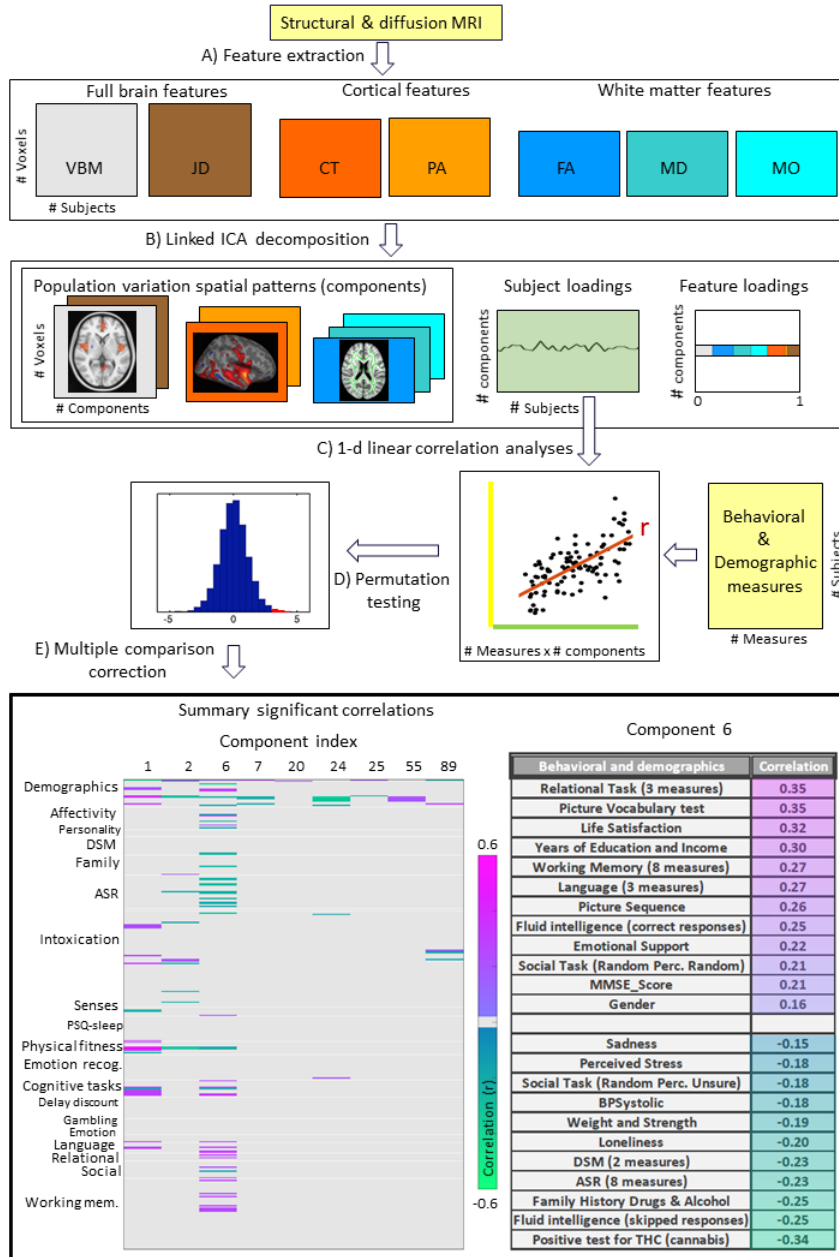 Structural & diffusion MRI
A) Feature extraction
Full brain features
Cortical features
White matter features
# Voxels
VBM
JD
CT
PA
FA
MD
MO
# Subjects
B) Linked ICA decomposition
Population variation spatial patterns (components)
Subject loadings
Feature loadings
# Voxels
# Components
# components
# Subjects
# components
0
1
C) 1-d linear correlation analyses
-5
0
5
D) Permutation
testing
r
# Measures x # components
Behavioral
&
Demographic
measures
# Subjects
# Measures
E) Multiple comparison
correction
Summary significant correlations
Component index
1 2 6 7 20 24 25 55 89
Demographics
Affectivity
Personality
DSM
Family
ASR
Intoxication
Senses
PSQ-sleep
Physical fitness
Emotion recog.
Cognitive tasks
Delay discount
Gambling
Emotion
Language
Relational
Social
Working mem.
0.6
Correlation (r)
-0.6
Component 6
Behavioral and demographics Correlation
Relational Task (3 measures) 0.35
Picture Vocabulary test 0.35
Life Satisfaction 0.32
Years of Education and Income 0.30
Working Memory (8 measures) 0.27
Language (3 measures) 0.27
Picture Sequence 0.26
Fluid intelligence (correct responses) 0.25
Emotional Support 0.22
Social Task (Random Perc. Random) 0.21
MMSE_Score 0.21
Gender 0.16
Sadness -0.15
Perceived Stress -0.18
Social Task (Random Perc. Unsure) -0.18
BPSystolic -0.18
Weight and Strength -0.19
Loneliness -0.20
DSM (2 measures) -0.23
ASR (8 measures) -0.23
Family History Drugs & Alcohol -0.25
Fluid intelligence (skipped responses) -0.25
Positive test for THC (cannabis) -0.34